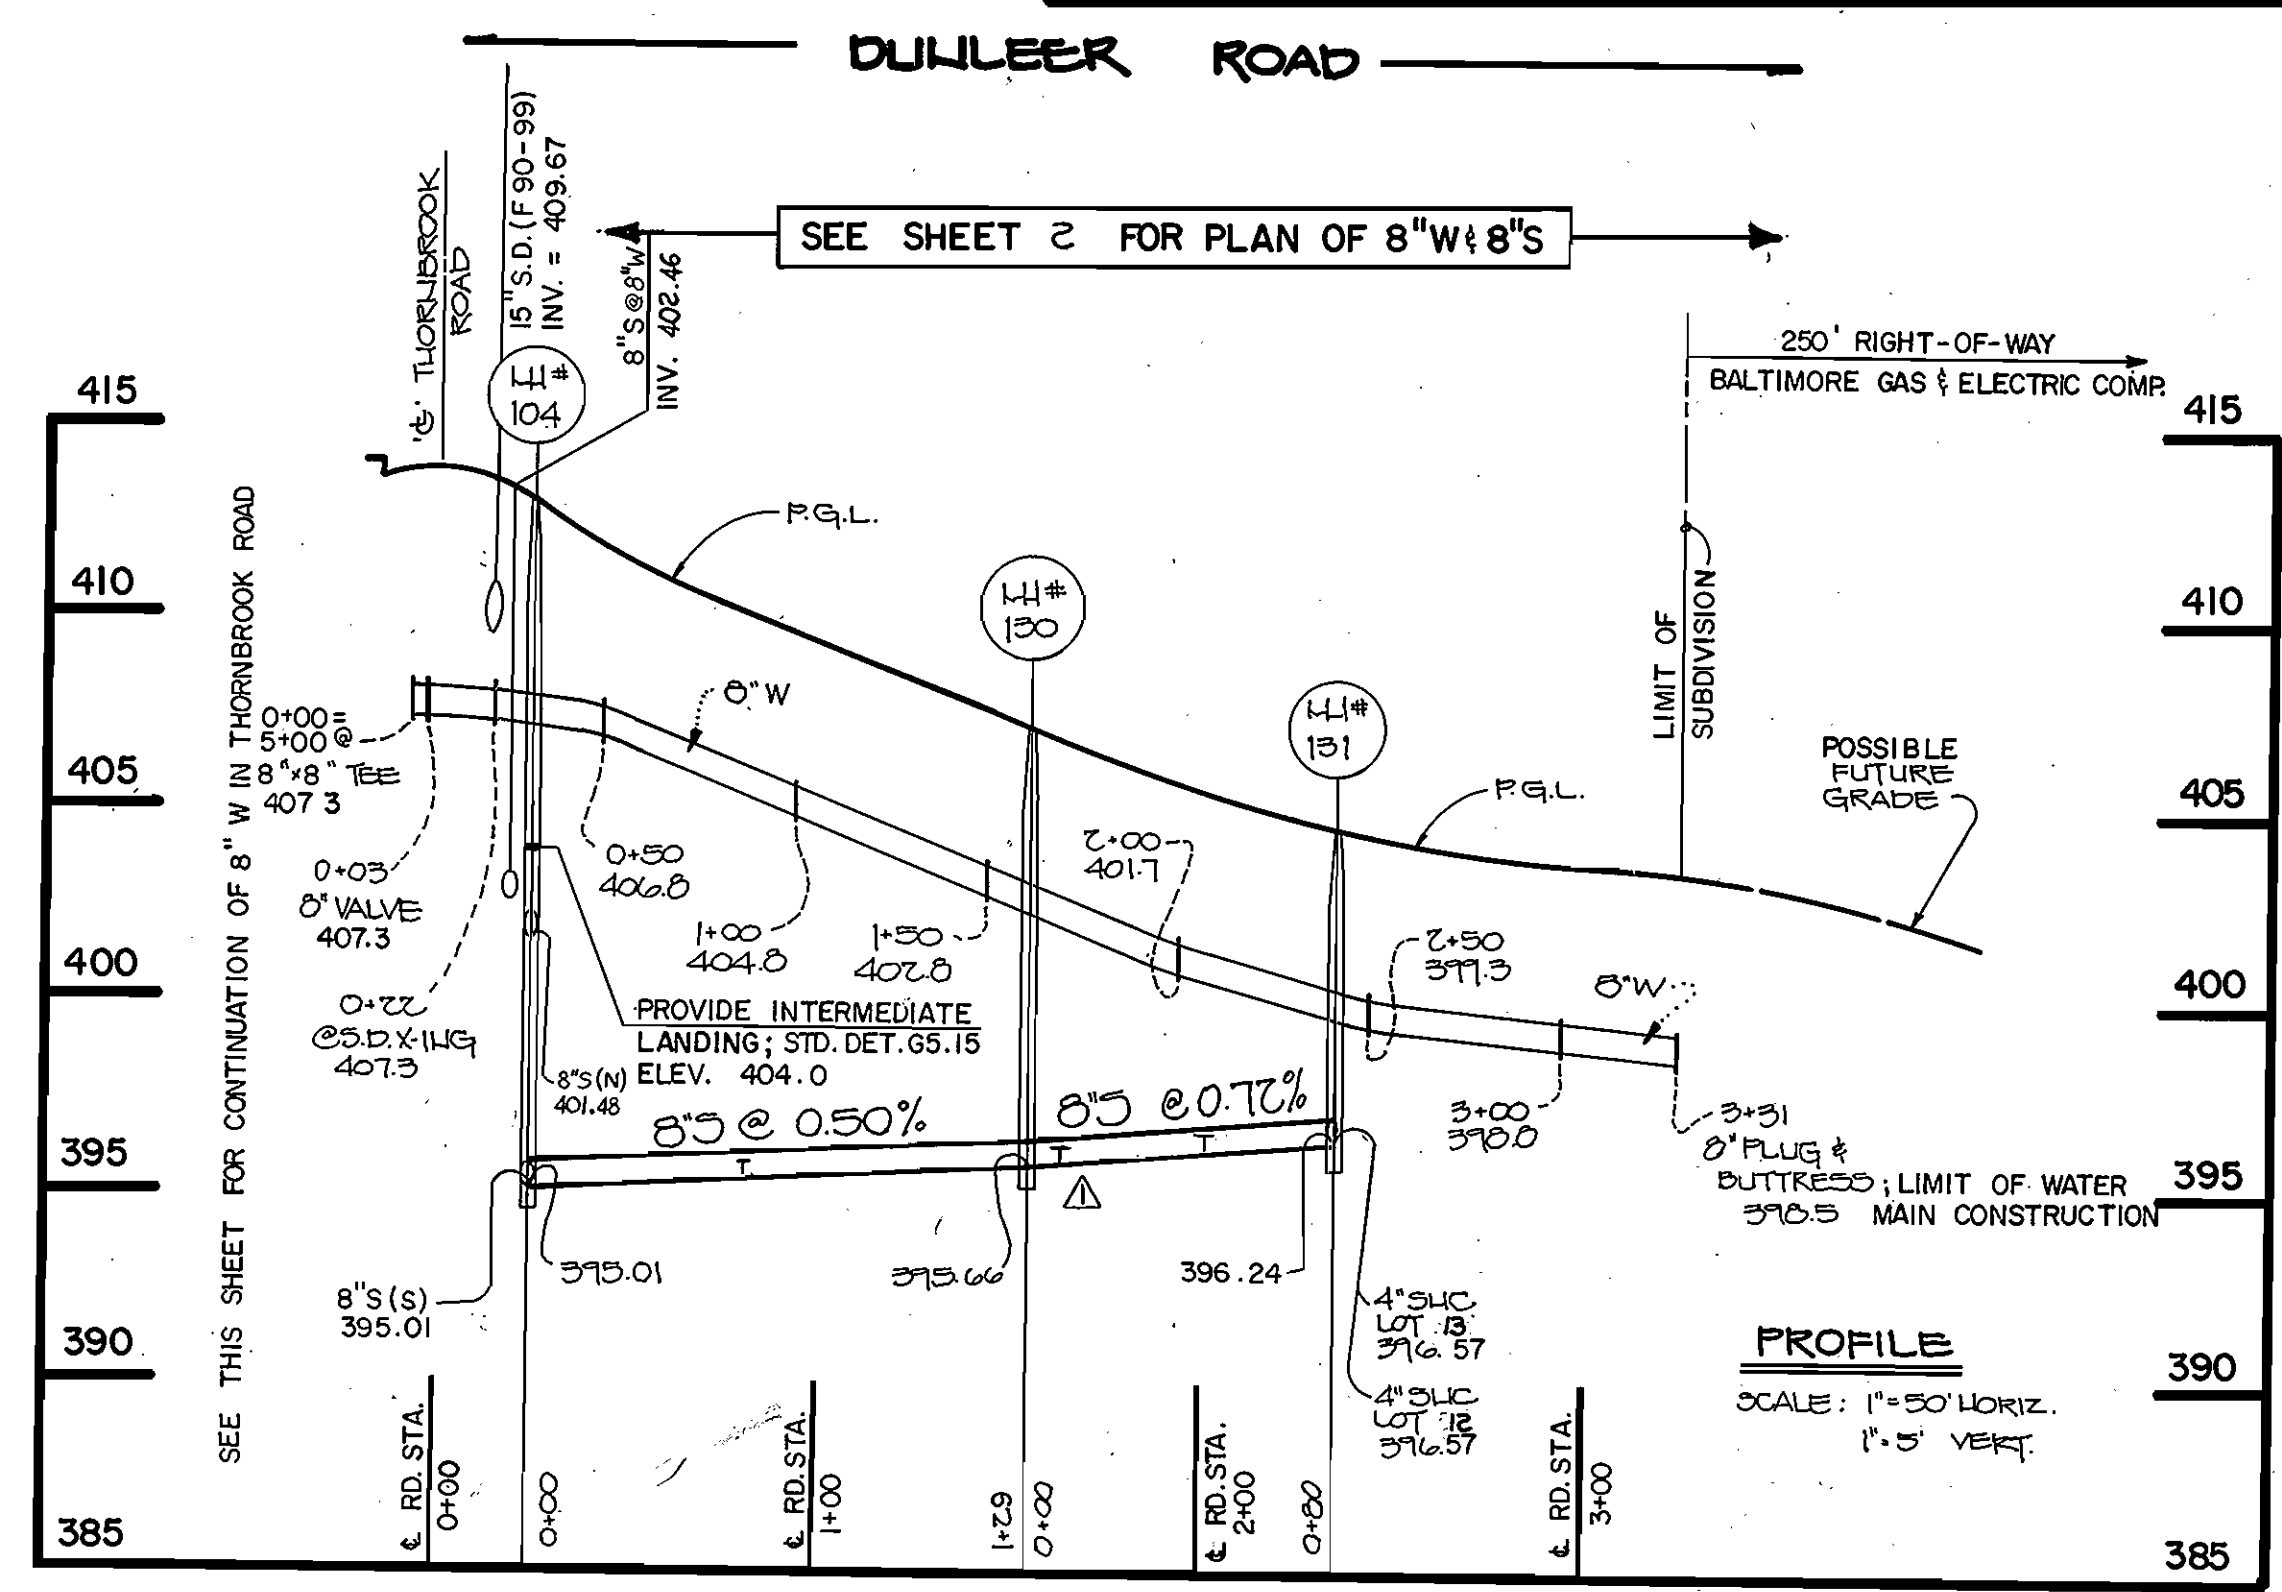 DUNLEER ROAD
℄ THORNBROOK
ROAD
15" S.D. (F 90-99)
INV. = 409.67
8"S@8"W
INV. 402.46
SEE SHEET 2 FOR PLAN OF 8"W & 8"S
250' RIGHT-OF-WAY
BALTIMORE GAS & ELECTRIC COMP.
415
410
405
400
395
390
385
415
410
405
400
395
390
385
SEE THIS SHEET FOR CONTINUATION OF 8" W IN THORNBROOK ROAD
MH#
104
MH#
130
MH#
131
P.G.L.
P.G.L.
8" W
LIMIT OF
SUBDIVISION
POSSIBLE
FUTURE
GRADE
0+00=
5+00 @
8"x8" TEE
407 3
0+03
8" VALVE
407.3
0+22
@S.D.X-ING
407.3
0+50
406.8
1+00
404.8
1+50
402.8
2+00
401.7
2+50
399.3
8"W
3+00
398.8
3+31
8" PLUG &
BUTTRESS; LIMIT OF WATER
398.5 MAIN CONSTRUCTION
PROVIDE INTERMEDIATE
LANDING; STD. DET. G5.15
ELEV. 404.0
8"S(N)
401.48
8"S @ 0.50%
8"S @ 0.72%
T
T
T
1
8"S(S)
395.01
395.01
395.66
396.24
4" SHC
LOT 13
396.57
4" SHC
LOT 12
396.57
PROFILE
SCALE: 1"=50' HORIZ.
1"=5' VERT.
℄ RD. STA.
0+00
0+00
℄ RD. STA.
1+00
1+29
0+00
℄ RD. STA.
2+00
0+80
℄ RD. STA.
3+00